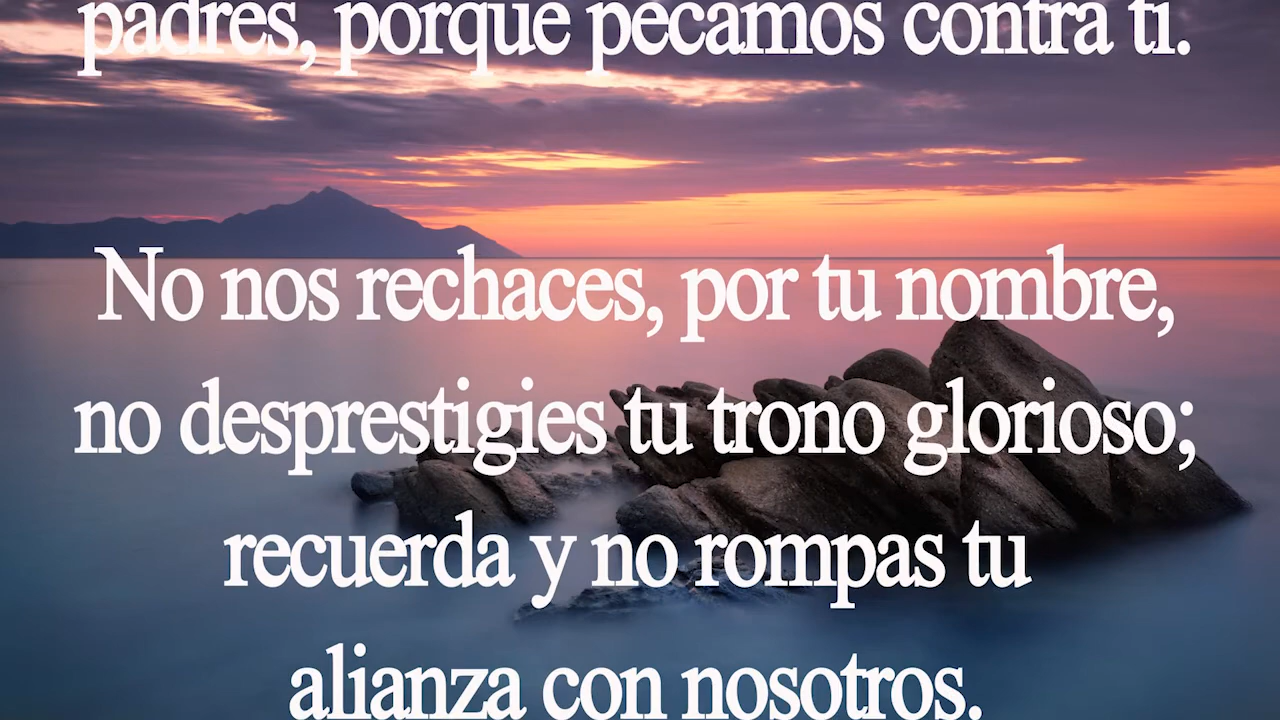 padres, porque pecamos contra ti.
No nos rechaces, por tu nombre,
no desprestigies tu trono glorioso;
recuerda y no rompas tu
alianza con nosotros.